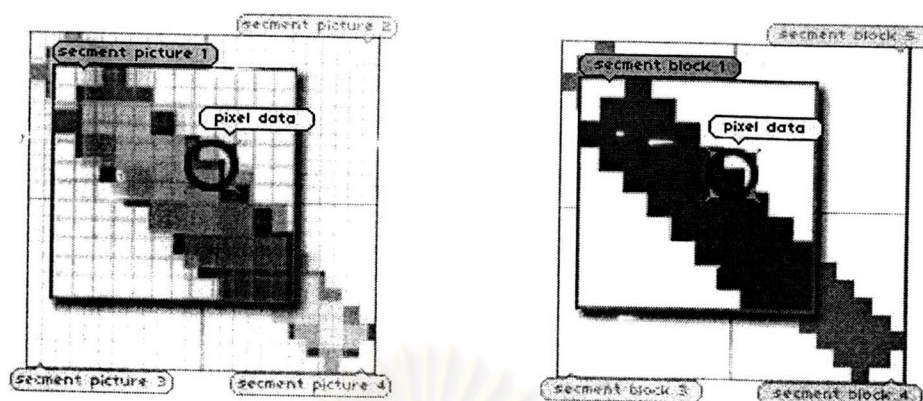 secment picture 2
secment picture 1
pixel data
secment picture 3
secment picture 4
secment block 5
secment block 1
pixel data
secment block 3
secment block 4